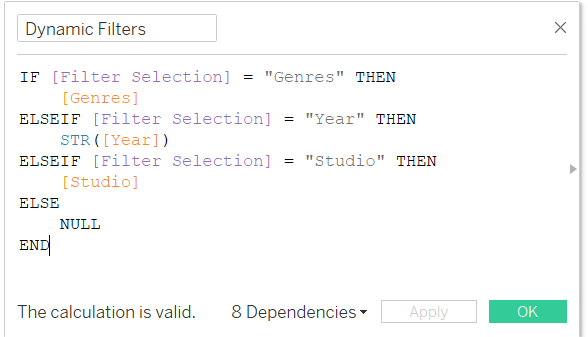 Dynamic Filters
IF [Filter Selection] = "Genres" THEN
[Genres]
ELSEIF [Filter Selection] = "Year" THEN
STR([Year])
ELSEIF [Filter Selection] = "Studio" THEN
[Studio]
ELSE
NULL
END
The calculation is valid. 8 Dependencies Apply OK